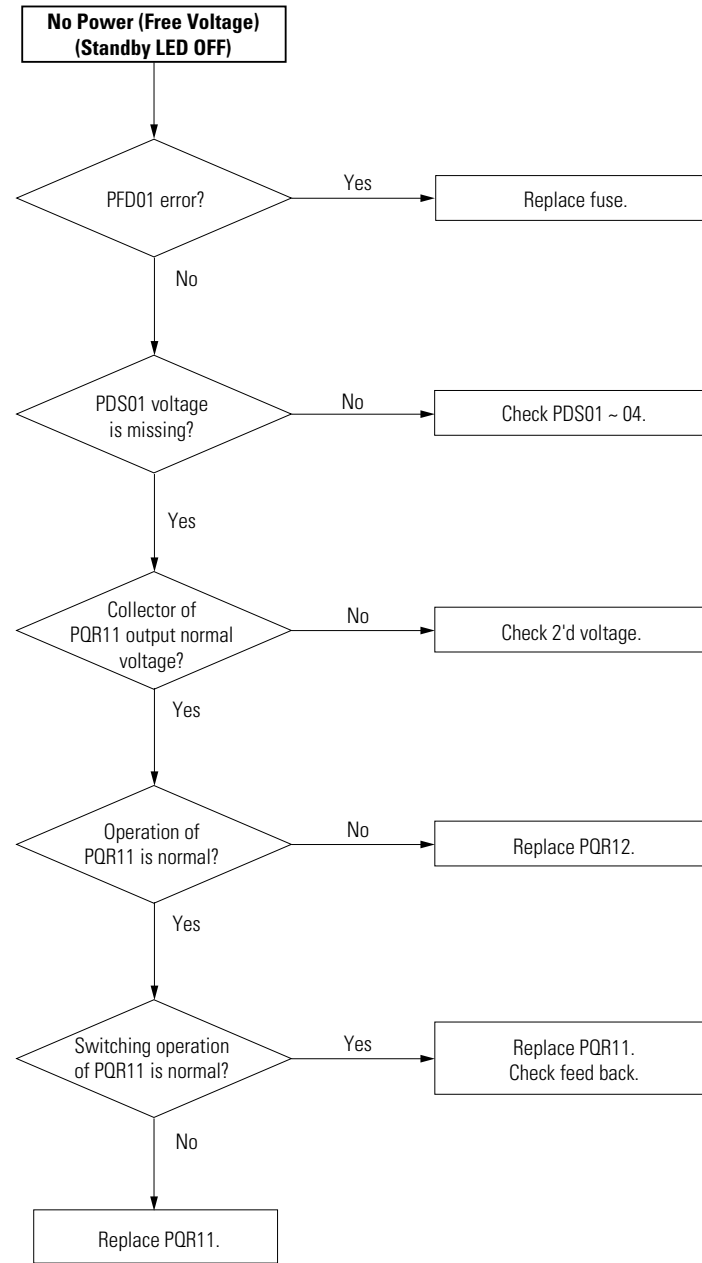 No Power (Free Voltage)
(Standby LED OFF)
PFD01 error?
Yes
Replace fuse.
No
PDS01 voltage
is missing?
No
Check PDS01 ~ 04.
Yes
Collector of
PQR11 output normal
voltage?
No
Check 2'd voltage.
Yes
Operation of
PQR11 is normal?
No
Replace PQR12.
Yes
Switching operation
of PQR11 is normal?
Yes
Replace PQR11.
Check feed back.
No
Replace PQR11.